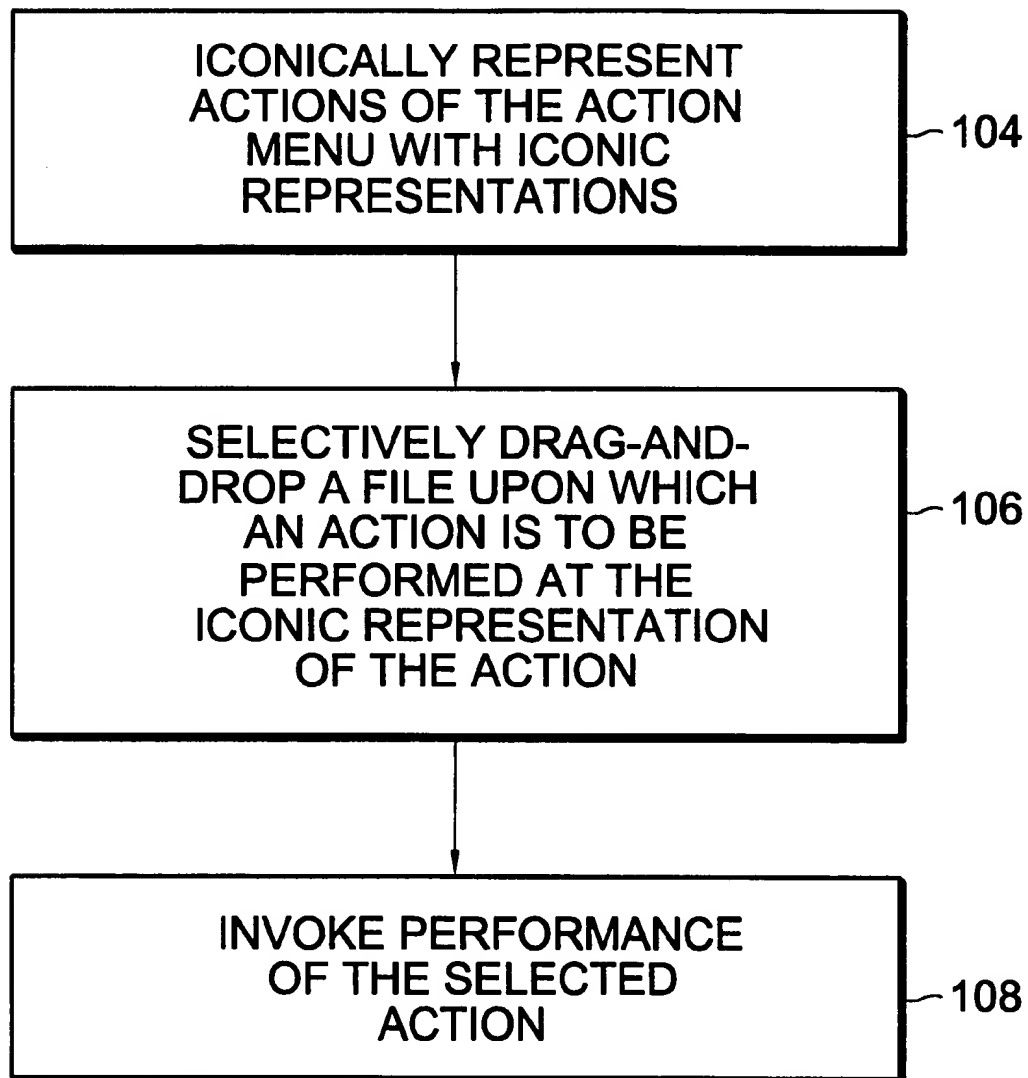 ICONICALLY REPRESENT
ACTIONS OF THE ACTION
MENU WITH ICONIC
REPRESENTATIONS
104
SELECTIVELY DRAG-AND-
DROP A FILE UPON WHICH
AN ACTION IS TO BE
PERFORMED AT THE
ICONIC REPRESENTATION
OF THE ACTION
106
INVOKE PERFORMANCE
OF THE SELECTED
ACTION
108